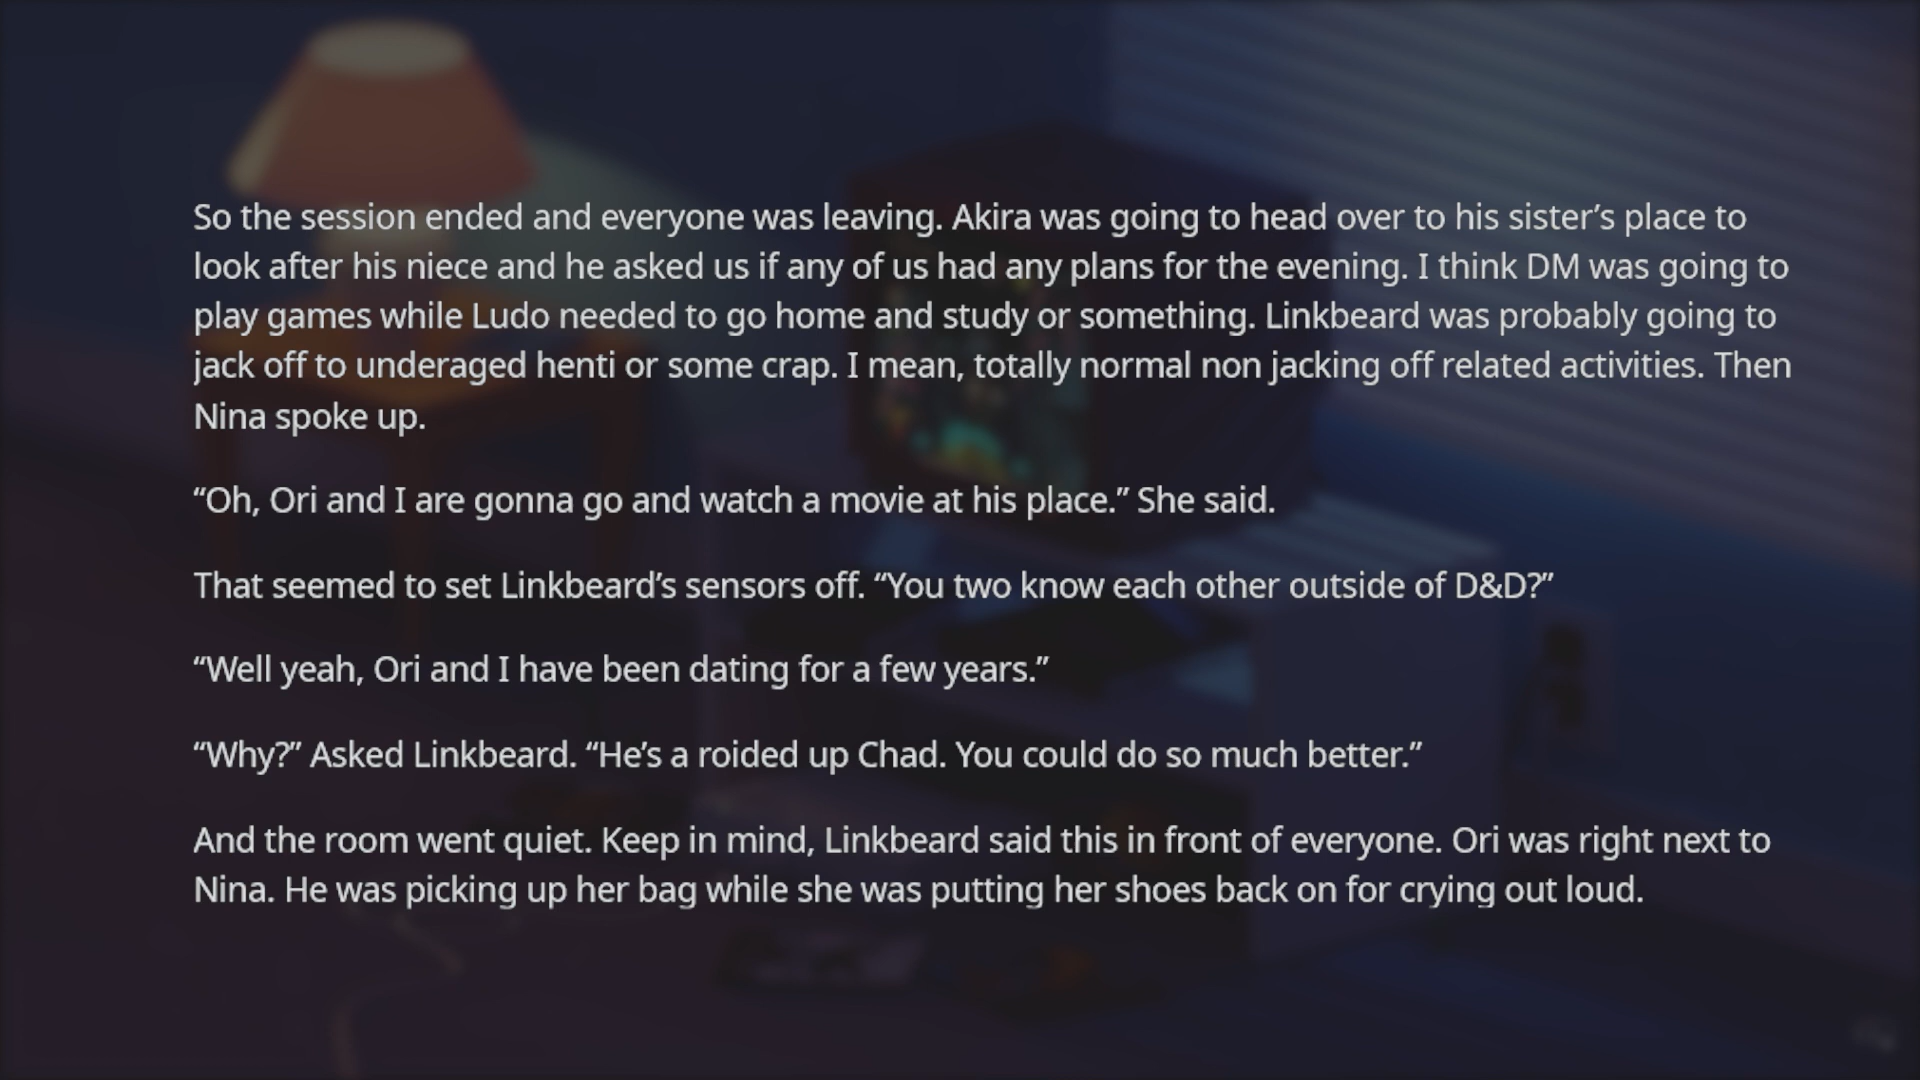 So the session ended and everyone was leaving. Akira was going to head over to his sister’s place to
look after his niece and he asked us if any of us had any plans for the evening. I think DM was going to
play games while Ludo needed to go home and study or something. Linkbeard was probably going to
jack off to underaged henti or some crap. I mean, totally normal non jacking off related activities. Then
Nina spoke up.
“Oh, Ori and I are gonna go and watch a movie at his place.” She said.
That seemed to set Linkbeard’s sensors off. “You two know each other outside of D&D?”
“Well yeah, Ori and I have been dating for a few years.”
“Why?” Asked Linkbeard. “He’s a roided up Chad. You could do so much better.”
And the room went quiet. Keep in mind, Linkbeard said this in front of everyone. Ori was right next to
Nina. He was picking up her bag while she was putting her shoes back on for crying out loud.